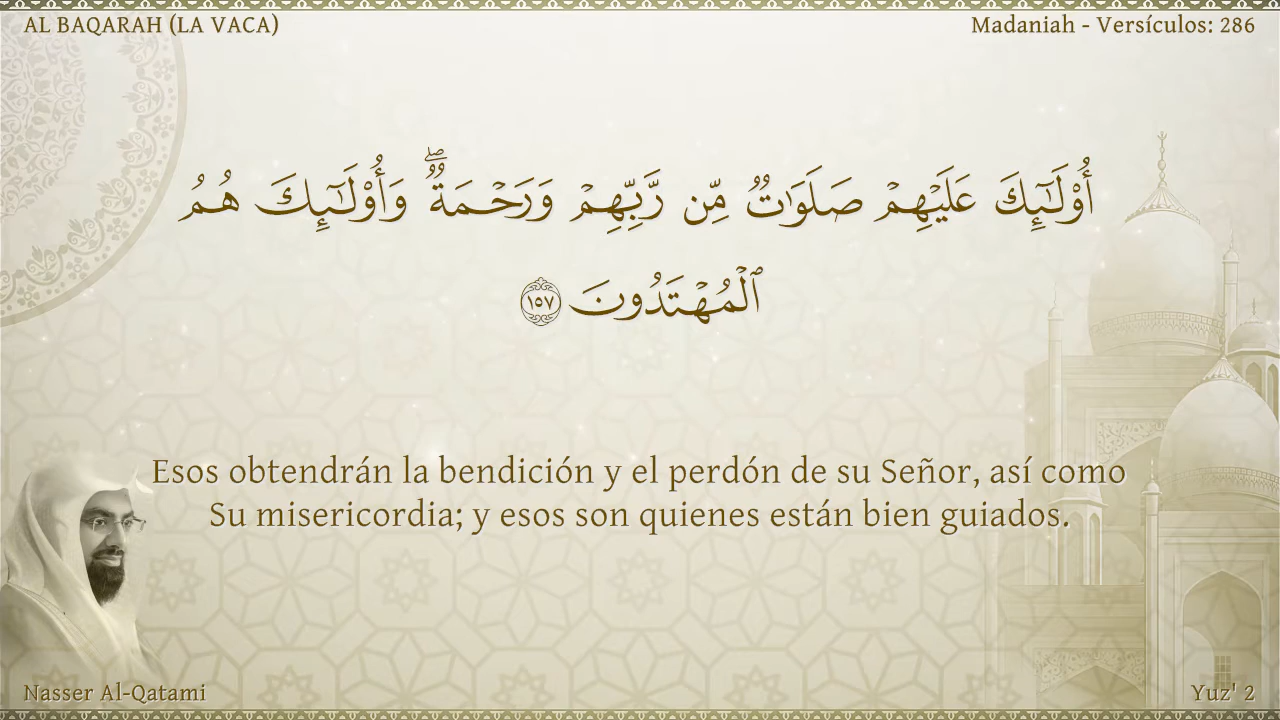 AL BAQARAH (LA VACA)
Madaniah - Versículos: 286
أُو۟لَـٰٓئِكَ عَلَيْهِمْ صَلَوَٰتٌ مِّن رَّبِّهِمْ وَرَحْمَةٌ ۖ وَأُو۟لَـٰٓئِكَ هُمُ
ٱلْمُهْتَدُونَ ١٥٧
Esos obtendrán la bendición y el perdón de su Señor, así como
Su misericordia; y esos son quienes están bien guiados.
Nasser Al-Qatami
Yuz' 2